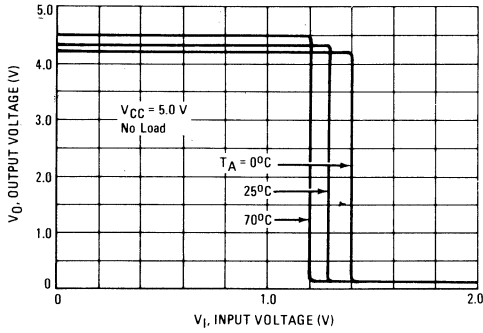 5.0
4.0
3.0
2.0
1.0
0
V_O, OUTPUT VOLTAGE (V)
V_CC = 5.0 V
No Load
T_A = 0°C
25°C
70°C
0
1.0
2.0
V_I, INPUT VOLTAGE (V)